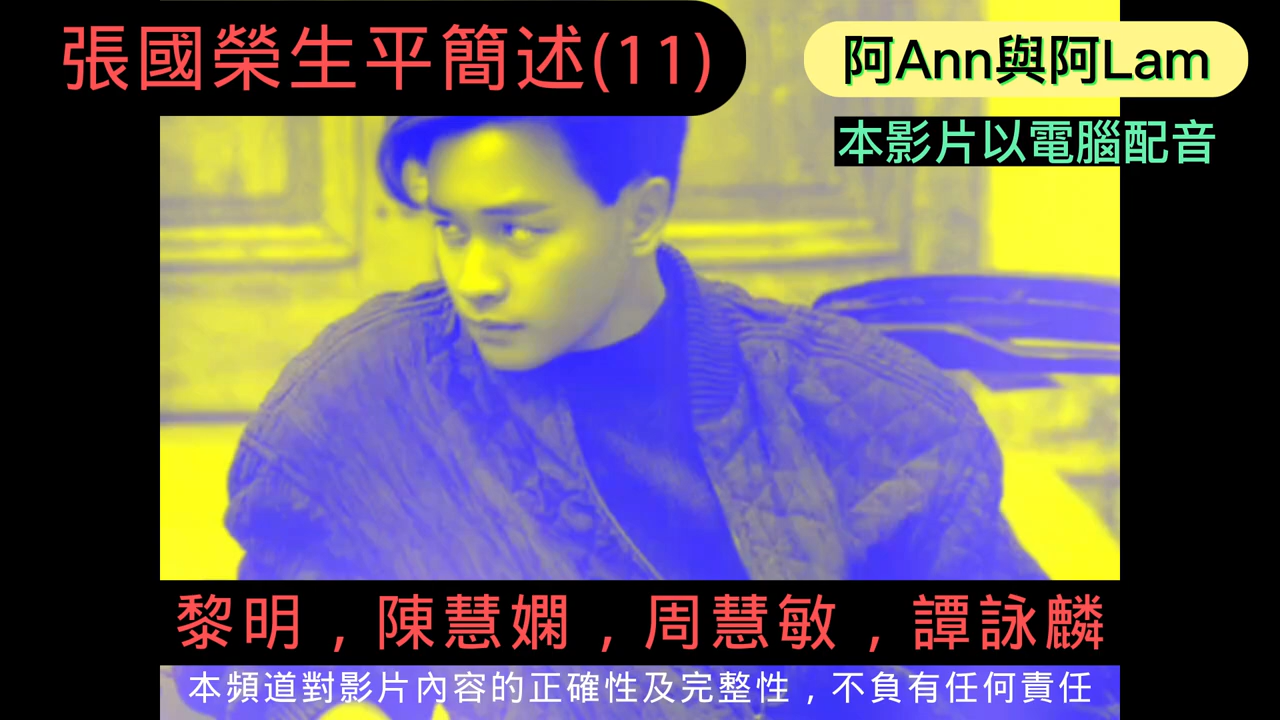 張國榮生平簡述(11)
阿Ann與阿Lam
本影片以電腦配音
黎明，陳慧嫻，周慧敏，譚詠麟
本頻道對影片內容的正確性及完整性，不負有任何責任